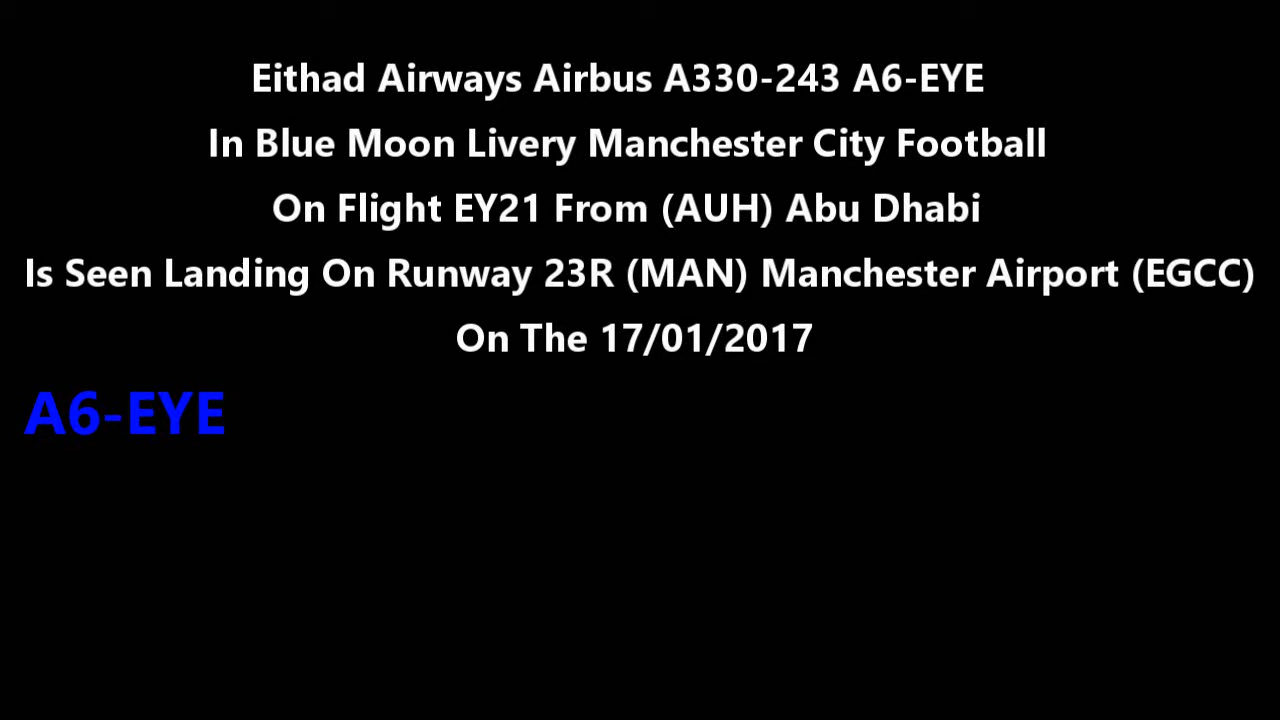 Eithad Airways Airbus A330-243 A6-EYE
In Blue Moon Livery Manchester City Football
On Flight EY21 From (AUH) Abu Dhabi
Is Seen Landing On Runway 23R (MAN) Manchester Airport (EGCC)
On The 17/01/2017
A6-EYE